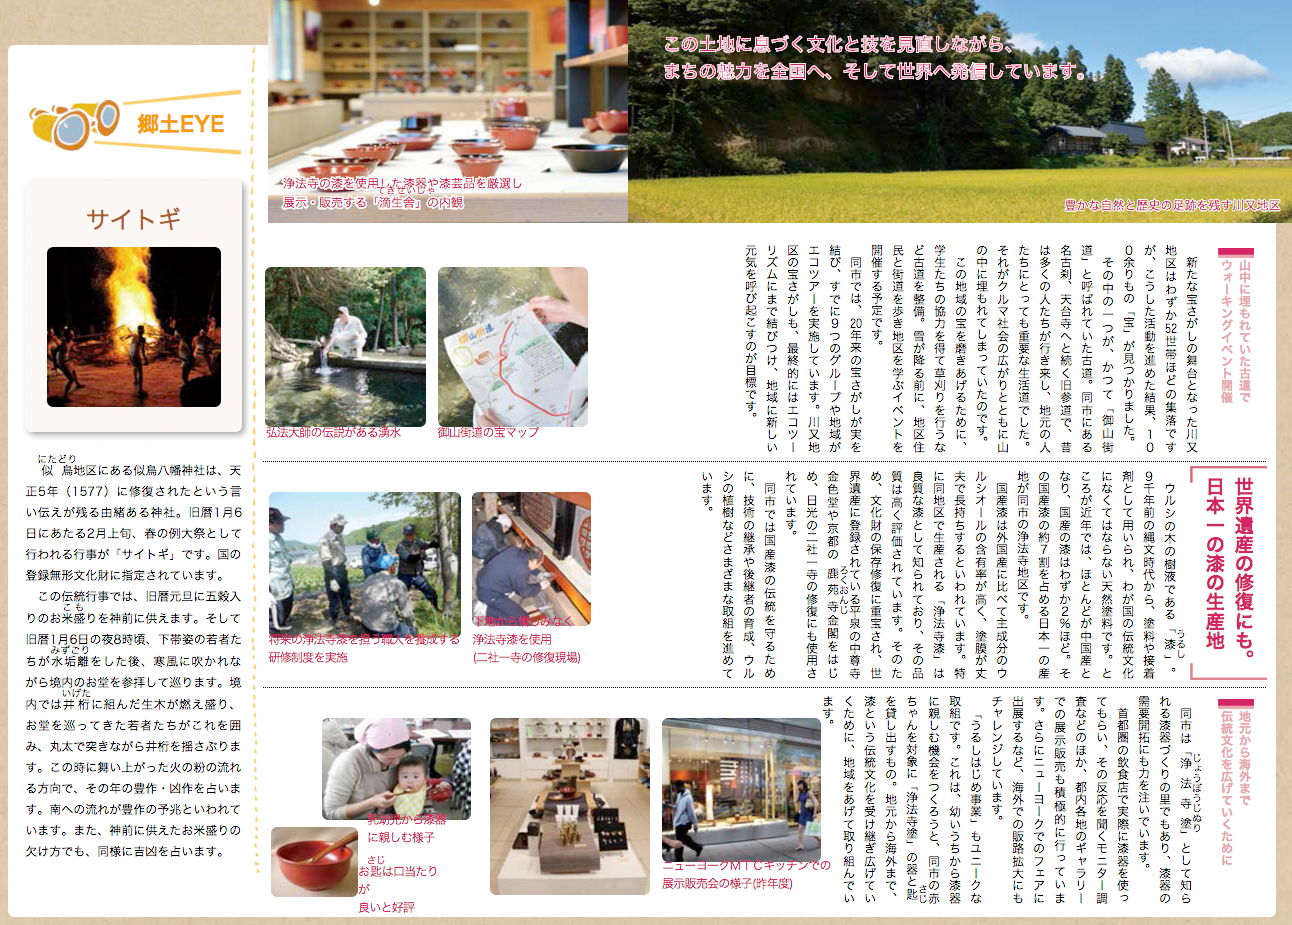 この土地に息づく文化と技を見直しながら、
まちの魅力を全国へ、そして世界へ発信しています。
浄法寺の漆を使用した漆器や漆芸品を厳選し
展示・販売する「滴生舎」の内観
てきせいしゃ
豊かな自然と歴史の足跡を残す川又地区
郷土EYE
サイトギ
にたどり
似鳥地区にある似鳥八幡神社は、天
正5年（1577）に修復されたという言
い伝えが残る由緒ある神社。旧暦1月6
日にあたる2月上旬、春の例大祭として
行われる行事が「サイトギ」です。国の
登録無形文化財に指定されています。
この伝統行事では、旧暦元旦に五穀入
りのお米盛りを神前に供えます。そして
こも
旧暦1月6日の夜8時頃、下帯姿の若者た
ちが水垢離をした後、寒風に吹かれな
みずごり
がら境内のお堂を参拝して巡ります。境
内では井桁に組んだ生木が燃え盛り、
いげた
お堂を巡ってきた若者たちがこれを囲
み、丸太で突きながら井桁を揺さぶりま
す。この時に舞い上がった火の粉の流れ
る方向で、その年の豊作・凶作を占いま
す。南への流れが豊作の予兆といわれて
います。また、神前に供えたお米盛りの
欠け方でも、同様に吉凶を占います。
山中に埋もれていた古道で
ウォーキングイベント開催
新たな宝さがしの舞台となった川又
地区はわずか52世帯ほどの集落です
が、こうした活動を進めた結果、10
0余りもの「宝」が見つかりました。
その中の一つが、かつて「御山街
道」と呼ばれていた古道。同市にある
名古刹、天台寺へと続く旧参道で、昔
は多くの人たちが行き来し、地元の人
たちにとっても重要な生活道でした。
それがクルマ社会の広がりとともに山
の中に埋もれてしまっていたのです。
この地域の宝を磨きあげるために、
学生たちの協力を得て草刈りを行うな
ど古道を整備。雪が降る前に、地区住
民と街道を歩き地区を学ぶイベントを
開催する予定です。
同市では、20年来の宝さがしが実を
結び、すでに９つのグループや地域が
エコツアーを実施しています。川又地
区の宝さがしも、最終的にはエコツー
リズムにまで結びつけ、地域に新しい
元気を呼び起こすのが目標です。
弘法大師の伝説がある湧水
御山街道の宝マップ
世界遺産の修復にも。
日本一の漆の生産地
ウルシの木の樹液である「漆」。
うるし
９千年前の縄文時代から、塗料や接着
剤として用いられ、わが国の伝統文化
になくてはならない天然塗料です。と
ころが近年では、ほとんどが中国産と
なり、国産の漆はわずか２％ほど。そ
の国産漆の約７割を占める日本一の産
地が同市の浄法寺地区です。
国産漆は外国産に比べて主成分のウ
ルシオールの含有率が高く、塗膜が丈
夫で長持ちするといわれています。特
に同地区で生産される「浄法寺漆」は
良質な漆として知られており、その品
質は高く評価されています。そのた
め、文化財の保存修復に重宝され、世
界遺産に登録されている平泉の中尊寺
金色堂や京都の鹿苑寺金閣をはじ
ろくおんじ
め、日光の二社一寺の修復にも使用さ
れています。
同市では国産漆の伝統を守るため
に、技術の継承や後継者の育成、ウル
シの植樹などさまざまな取組を進めて
います。
将来の浄法寺漆を担う職人を養成する
研修制度を実施
下地から惜しみなく
浄法寺漆を使用
(二社一寺の修復現場)
地元から海外まで
伝統文化を広げていくために
同市は「浄法寺塗」として知ら
じょうぼうじぬり
れる漆器づくりの里でもあり、漆器の
需要開拓にも力を注いでいます。
首都圏の飲食店で実際に漆器を使っ
てもらい、その反応を聞くモニター調
査などのほか、都内各地のギャラリー
での展示販売も積極的に行っていま
す。さらにニューヨークでのフェアに
出展するなど、海外での販路拡大にも
チャレンジしています。
「うるしはじめ事業」もユニークな
取組です。これは、幼いうちから漆器
に親しむ機会をつくろうと、同市の赤
ちゃんを対象に「浄法寺塗」の器と匙
さじ
を貸し出すもの。地元から海外まで、
漆という伝統文化を受け継ぎ広げてい
くために、地域をあげて取り組んでい
ます。
乳幼児から漆器
に親しむ様子
さじ
お匙は口当たり
が
良いと好評
ニューヨークＭＴＣキッチンでの
展示販売会の様子(昨年度)